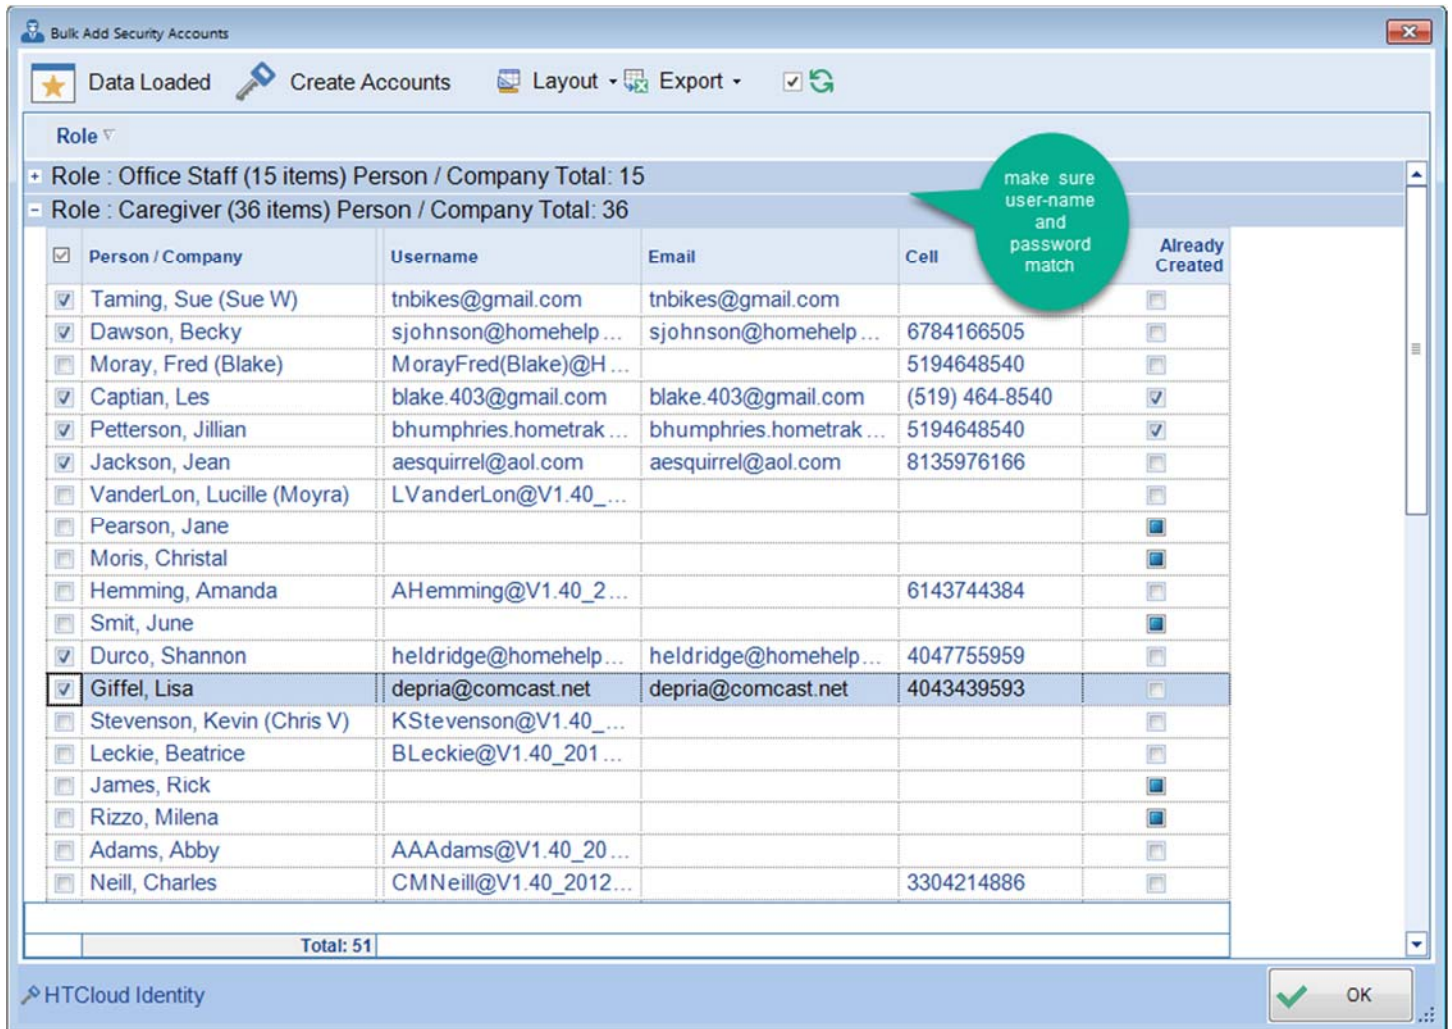 Bulk Add Security Accounts
Data Loaded Create Accounts Layout Export
Role
Role : Office Staff (15 items) Person / Company Total: 15
Role : Caregiver (36 items) Person / Company Total: 36
make sure
user-name
and
password
match
Person / Company Username Email Cell Already Created
Taming, Sue (Sue W) tnbikes@gmail.com tnbikes@gmail.com
Dawson, Becky sjohnson@homehelp... sjohnson@homehelp... 6784166505
Moray, Fred (Blake) MorayFred(Blake)@H... 5194648540
Captian, Les blake.403@gmail.com blake.403@gmail.com (519) 464-8540
Petterson, Jillian bhumphries.hometrak... bhumphries.hometrak... 5194648540
Jackson, Jean aesquirrel@aol.com aesquirrel@aol.com 8135976166
VanderLon, Lucille (Moyra) LVanderLon@V1.40_...
Pearson, Jane
Moris, Christal
Hemming, Amanda AHemming@V1.40_2... 6143744384
Smit, June
Durco, Shannon heldridge@homehelp... heldridge@homehelp... 4047755959
Giffel, Lisa depria@comcast.net depria@comcast.net 4043439593
Stevenson, Kevin (Chris V) KStevenson@V1.40_...
Leckie, Beatrice BLeckie@V1.40_201...
James, Rick
Rizzo, Milena
Adams, Abby AAAdams@V1.40_20...
Neill, Charles CMNeill@V1.40_2012... 3304214886
Total: 51
HTCloud Identity OK